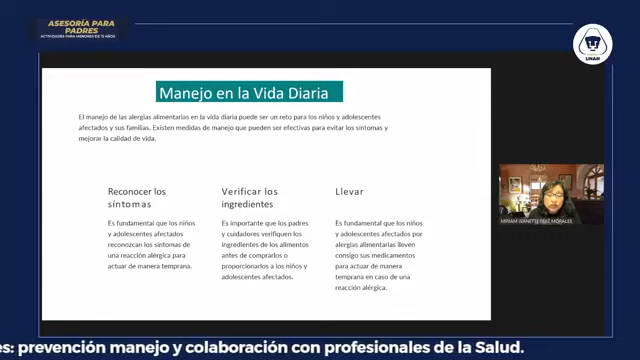 ASESORÍA PARA
PADRES
ACTIVIDADES PARA MENORES DE 15 AÑOS
UNAM
Manejo en la Vida Diaria
El manejo de las alergias alimentarias en la vida diaria puede ser un reto para los niños y adolescentes
afectados y sus familias. Existen medidas de manejo que pueden ser efectivas para evitar los síntomas y
mejorar la calidad de vida.
Reconocer los
síntomas
Es fundamental que los niños
y adolescentes afectados
reconozcan los síntomas de
una reacción alérgica para
actuar de manera temprana.
Verificar los
ingredientes
Es importante que los padres
y cuidadores verifiquen los
ingredientes de los alimentos
antes de comprarlos o
proporcionarlos a los niños y
adolescentes afectados.
Llevar
Es fundamental que los niños
y adolescentes afectados por
alergias alimentarias lleven
consigo sus medicamentos
para actuar de manera
temprana en caso de una
reacción alérgica.
MIRIAM JEANETTE PEREZ MORALES
es: prevención manejo y colaboración con profesionales de la Salud.